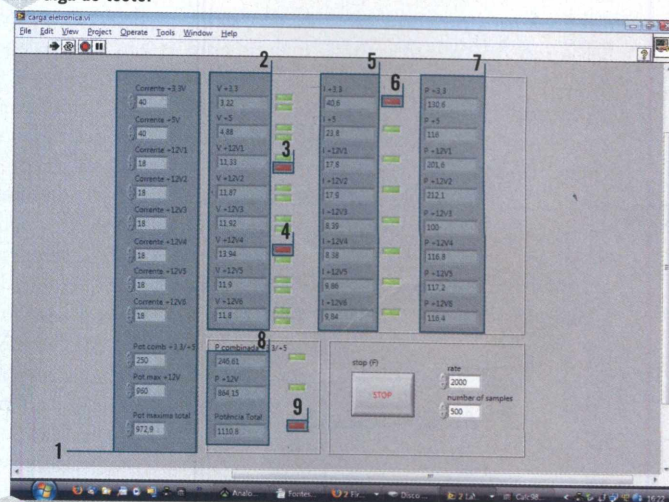 carga eletronica.vi
File Edit View Project Operate Tools Window Help
2
5
6
7
Corrente +3,3V
40
Corrente +5V
40
Corrente +12V1
18
Corrente +12V2
18
Corrente +12V3
18
Corrente +12V4
18
Corrente +12V5
18
Corrente +12V6
18
Pot comb +3,3/+5
250
Pot max +12V
Pot maxima total
972,8
1
V +3,3
3,22
V +5
4,88
V +12V1
11,33
3
V +12V2
11,87
V +12V3
11,92
4
V +12V4
13,94
V +12V5
11,9
V +12V6
11,8
I +3,3
40,6
I +5
23,8
I +12V1
17,8
I +12V2
I +12V3
8,39
I +12V4
8,38
I +12V5
9,86
I +12V6
9,84
P +3,3
130,6
P +5
116
P +12V1
201,6
P +12V2
212,1
P +12V3
100
P +12V4
116,8
P +12V5
117,2
P +12V6
116,4
8
P combinada +3,3/+5
246,61
P +12V
864,15
9
Potência Total
1110,8
stop (F)
STOP
rate
2000
number of samples
500
Analo...
Fontes...
2 Fir...
Disco...